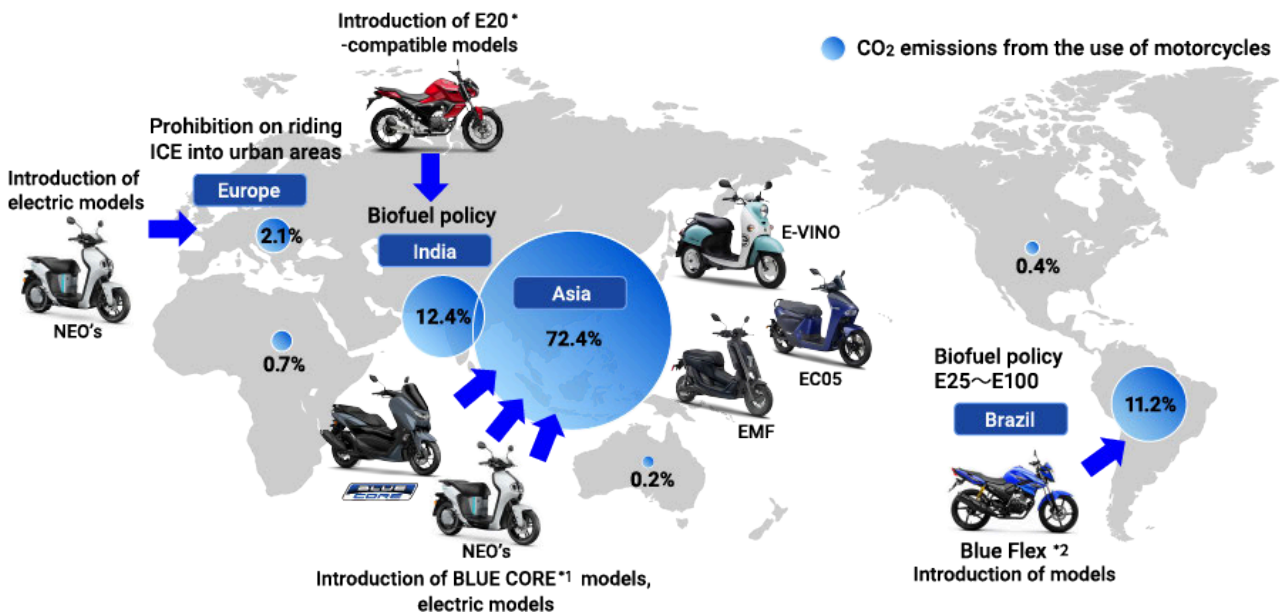 Introduction of E20*
-compatible models
CO₂ emissions from the use of motorcycles
Prohibition on riding
ICE into urban areas
Introduction of
electric models
Europe
Biofuel policy
2.1%
India
E-VINO
0.4%
Asia
12.4%
72.4%
NEO's
0.7%
EC05
Biofuel policy
E25～E100
11.2%
Brazil
EMF
0.2%
BLUE
CORE
NEO's
Blue Flex *2
Introduction of models
Introduction of BLUE CORE*1 models,
electric models